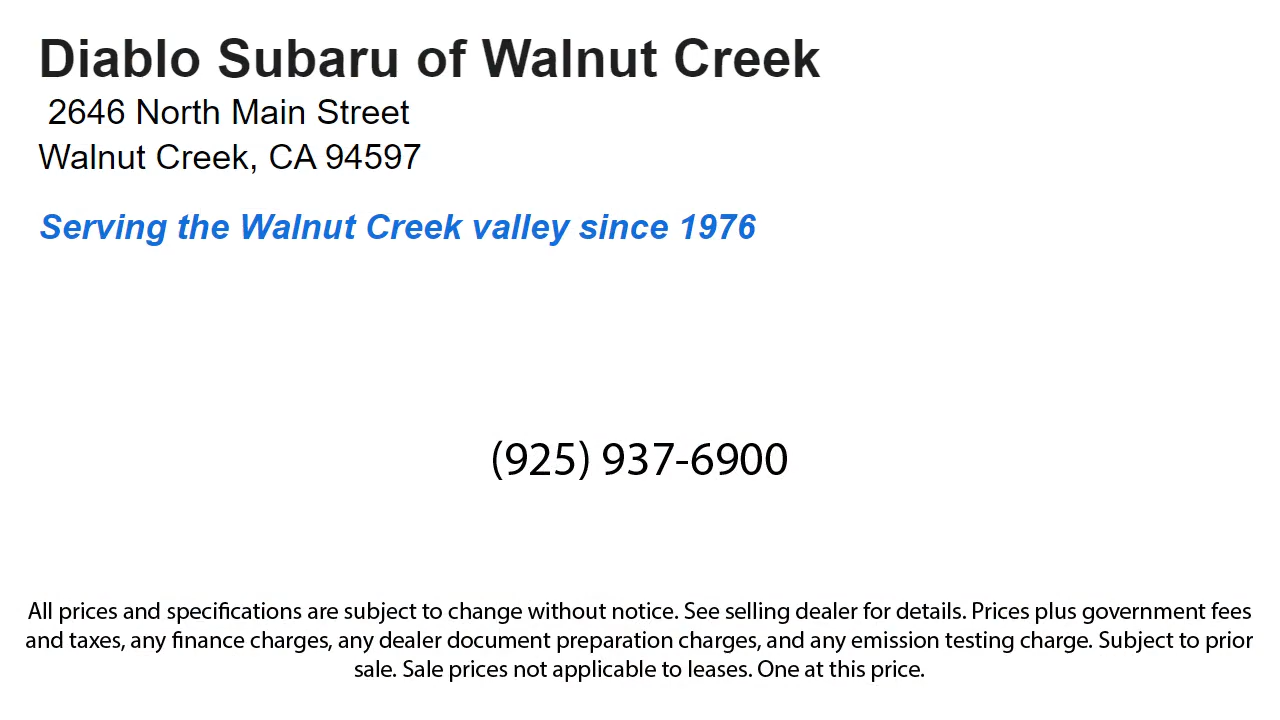 Diablo Subaru of Walnut Creek
2646 North Main Street
Walnut Creek, CA 94597
Serving the Walnut Creek valley since 1976
(925) 937-6900
All prices and specifications are subject to change without notice. See selling dealer for details. Prices plus government fees
and taxes, any finance charges, any dealer document preparation charges, and any emission testing charge. Subject to prior
sale. Sale prices not applicable to leases. One at this price.